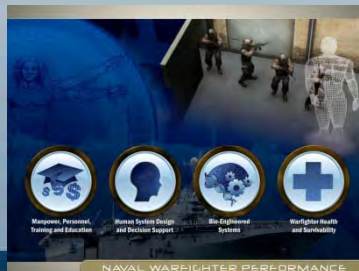 $$$
Manpower, Personnel,
Training and Education
Human System Design
and Decision Support
Bio-Engineered
Systems
Warfighter Health
and Survivability
NAVAL WARFIGHTER PERFORMANCE